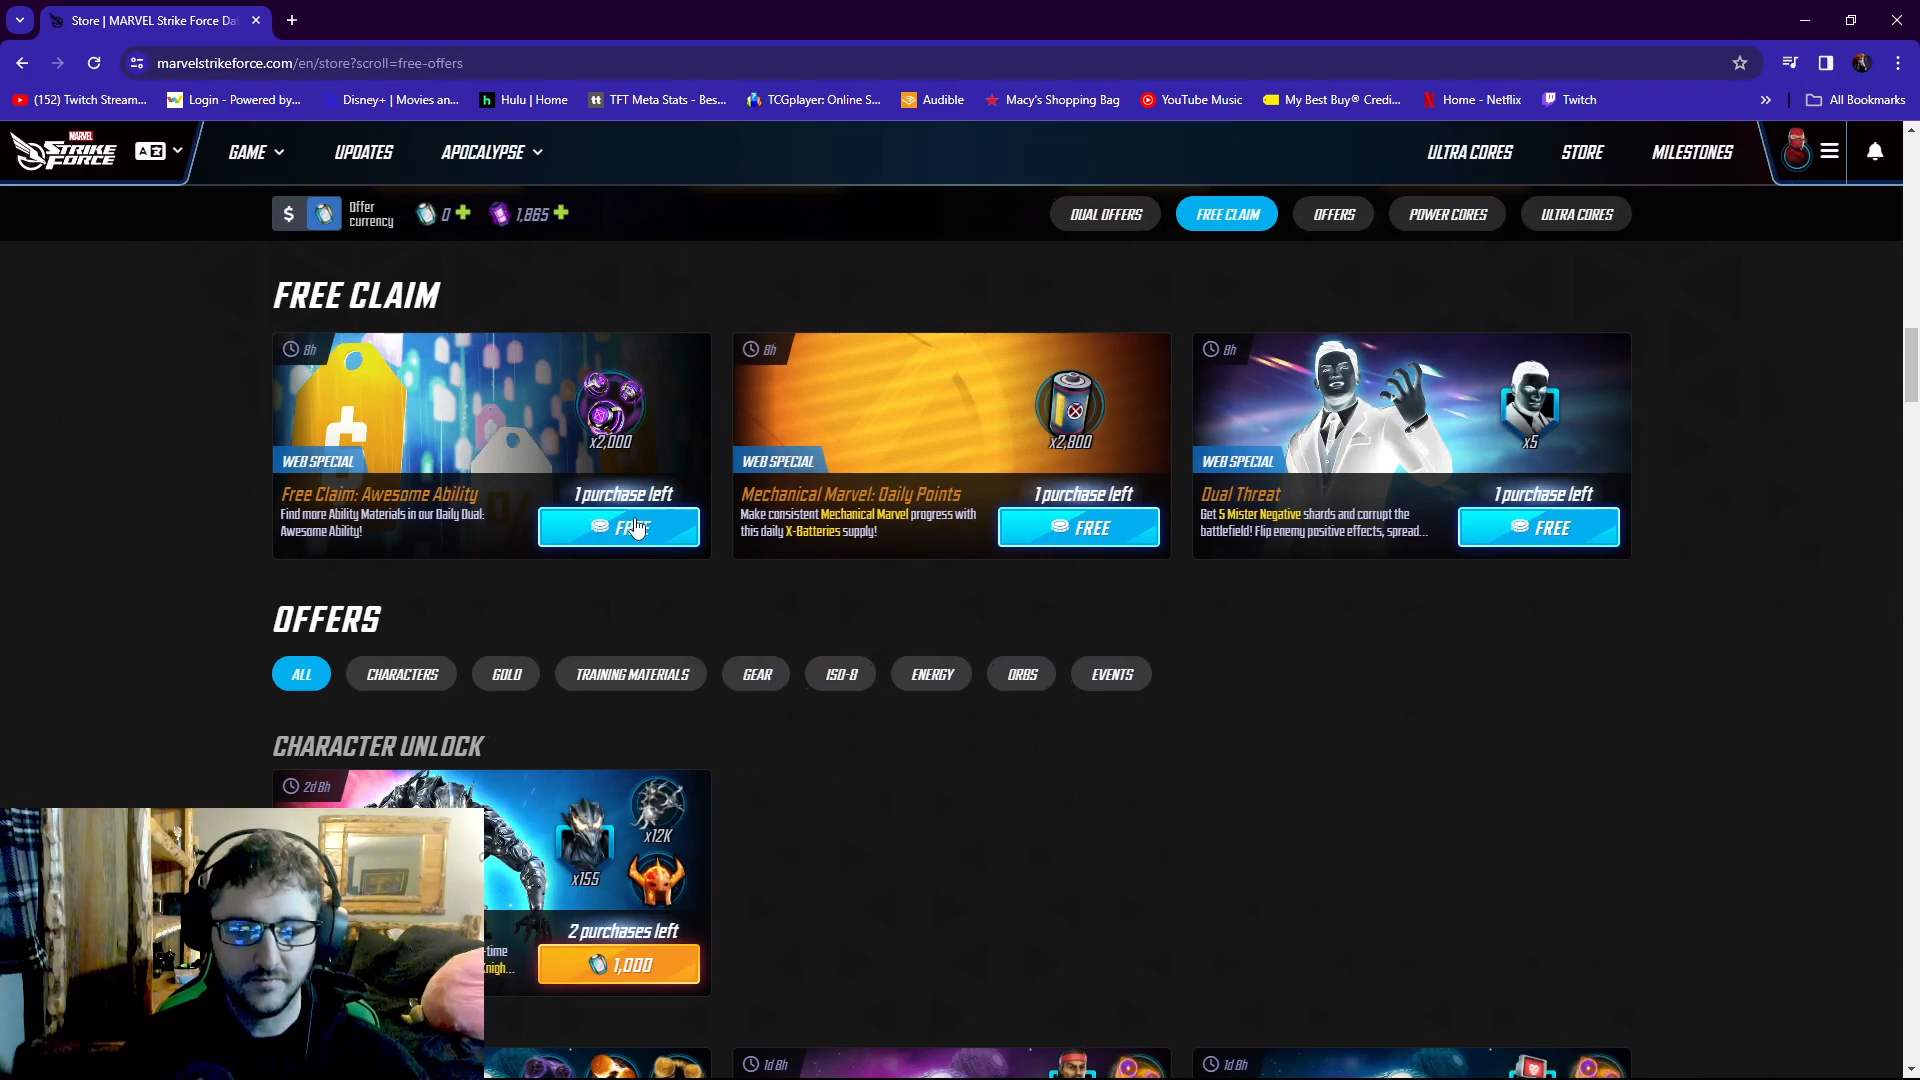 Store | MARVEL Strike Force Da
marvelstrikeforce.com/en/store?scroll=free-offers
(152) Twitch Stream...
Login - Powered by...
Disney+ | Movies an...
Hulu | Home
TFT Meta Stats - Bes...
TCGplayer: Online S...
Audible
Macy's Shopping Bag
YouTube Music
My Best Buy® Credi...
Home - Netflix
Twitch
All Bookmarks
MARVEL
STRIKE
FORCE
GAME
UPDATES
APOCALYPSE
ULTRA CORES
STORE
MILESTONES
$
Offer
currency
0
1,865
DUAL OFFERS
FREE CLAIM
OFFERS
POWER CORES
ULTRA CORES
FREE CLAIM
8h
x2,000
WEB SPECIAL
Free Claim: Awesome Ability
Find more Ability Materials in our Daily Dual:
Awesome Ability!
1 purchase left
8h
x2,800
WEB SPECIAL
Mechanical Marvel: Daily Points
Make consistent Mechanical Marvel progress with
this daily X-Batteries supply!
1 purchase left
FREE
8h
x5
WEB SPECIAL
Dual Threat
Get 5 Mister Negative shards and corrupt the
battlefield! Flip enemy positive effects, spread...
1 purchase left
FREE
OFFERS
ALL
CHARACTERS
GOLD
TRAINING MATERIALS
GEAR
ISO-8
ENERGY
ORBS
EVENTS
CHARACTER UNLOCK
2d 8h
x155
x12K
2 purchases left
-time
Knigh...
1,000
1d 8h
1d 8h